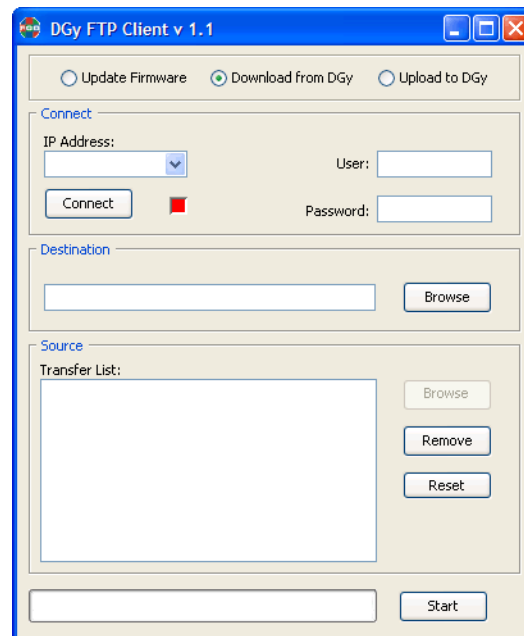 DGy FTP Client v 1.1
Update Firmware Download from DGy Upload to DGy
Connect
IP Address:
User:
Connect
Password:
Destination
Browse
Source
Transfer List:
Browse
Remove
Reset
Start